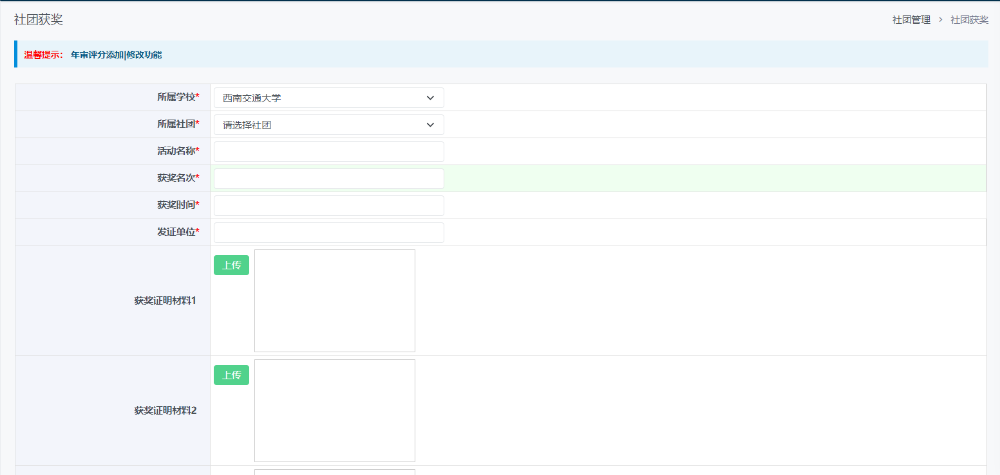 社团获奖
社团管理 > 社团获奖
温馨提示： 年审评分添加|修改功能
所属学校* 西南交通大学
所属社团* 请选择社团
活动名称*
获奖名次*
获奖时间*
发证单位*
上传
获奖证明材料1
上传
获奖证明材料2